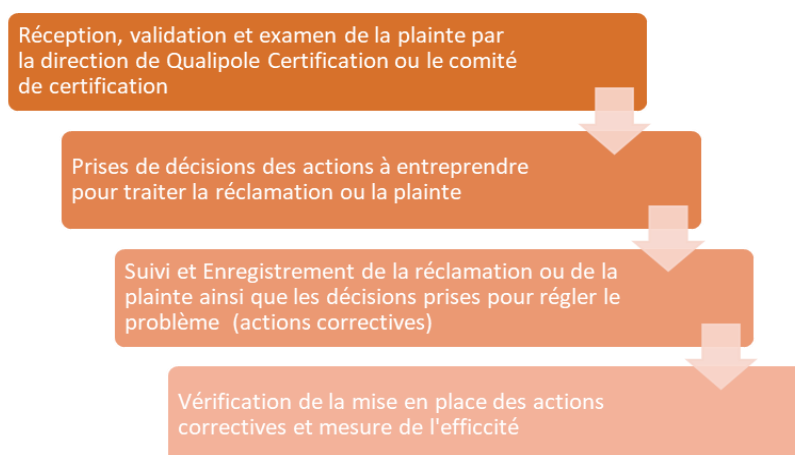 Réception, validation et examen de la plainte par
la direction de Qualipole Certification ou le comité
de certification
Prises de décisions des actions à entreprendre
pour traiter la réclamation ou la plainte
Suivi et Enregistrement de la réclamation ou de la
plainte ainsi que les décisions prises pour régler le
problème (actions correctives)
Vérification de la mise en place des actions
correctives et mesure de l'efficcité